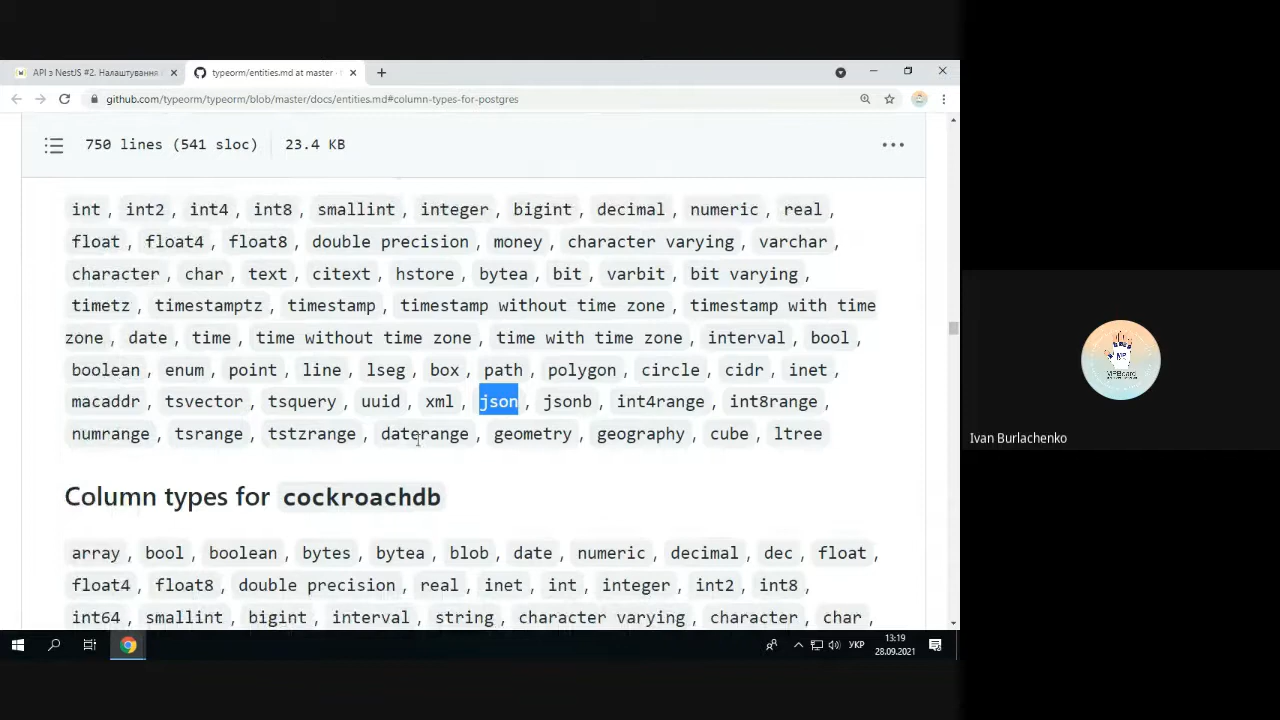 API з NestJS #2. Налаштування
typeorm/entities.md at master · t
github.com/typeorm/typeorm/blob/master/docs/entities.md#column-types-for-postgres
750 lines (541 sloc) 23.4 KB
int , int2 , int4 , int8 , smallint , integer , bigint , decimal , numeric , real ,
float , float4 , float8 , double precision , money , character varying , varchar ,
character , char , text , citext , hstore , bytea , bit , varbit , bit varying ,
timetz , timestamptz , timestamp , timestamp without time zone , timestamp with time
zone , date , time , time without time zone , time with time zone , interval , bool ,
boolean , enum , point , line , lseg , box , path , polygon , circle , cidr , inet ,
macaddr , tsvector , tsquery , uuid , xml , json , jsonb , int4range , int8range ,
numrange , tsrange , tstzrange , daterange , geometry , geography , cube , ltree
Column types for cockroachdb
array , bool , boolean , bytes , bytea , blob , date , numeric , decimal , dec , float ,
float4 , float8 , double precision , real , inet , int , integer , int2 , int8 ,
int64 , smallint , bigint , interval , string , character varying , character , char ,
УКР
13:19
28.09.2021
MPBoard
Ivan Burlachenko